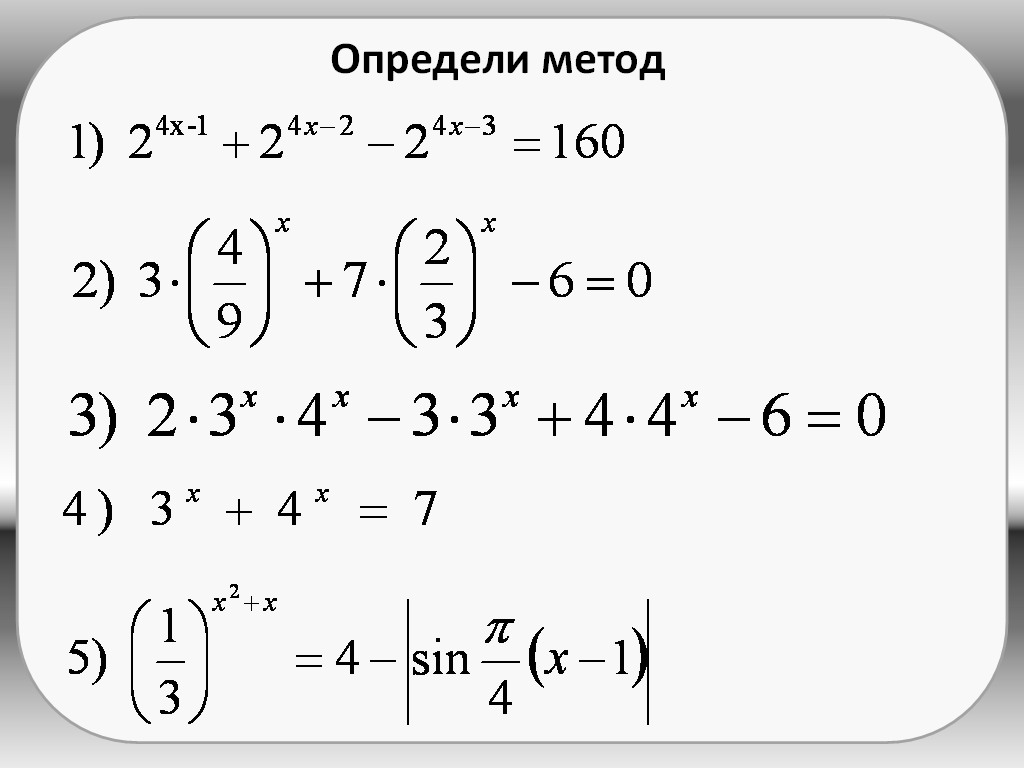 Определи метод
1) 2^{4x-1} + 2^{4x-2} − 2^{4x-3} = 160
2) 3·(4/9)^x + 7·(2/3)^x − 6 = 0
3) 2·3^x·4^x − 3·3^x + 4·4^x − 6 = 0
4) 3^x + 4^x = 7
5) (1/3)^{x^2+x} = 4 − |sin π/4 (x − 1)|